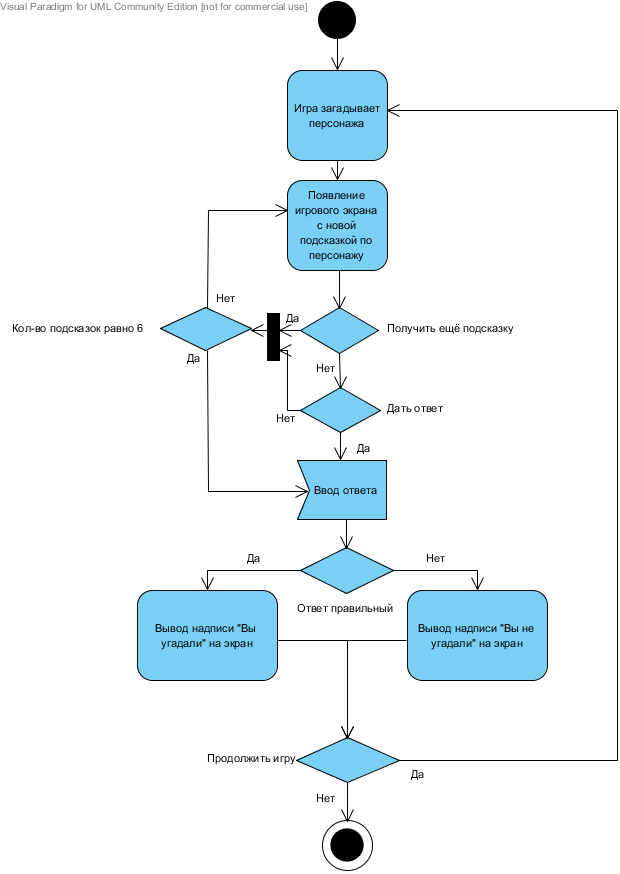 Visual Paradigm for UML Community Edition [not for commercial use]
Игра загадывает
персонажа
Появление
игрового экрана
с новой
подсказкой по
персонажу
Нет
Да
Кол-во подсказок равно 6
Получить ещё подсказку
Да
Нет
Нет
Дать ответ
Да
Ввод ответа
Да
Нет
Ответ правильный
Вывод надписи "Вы
угадали" на экран
Вывод надписи "Вы не
угадали" на экран
Продолжить игру
Да
Нет